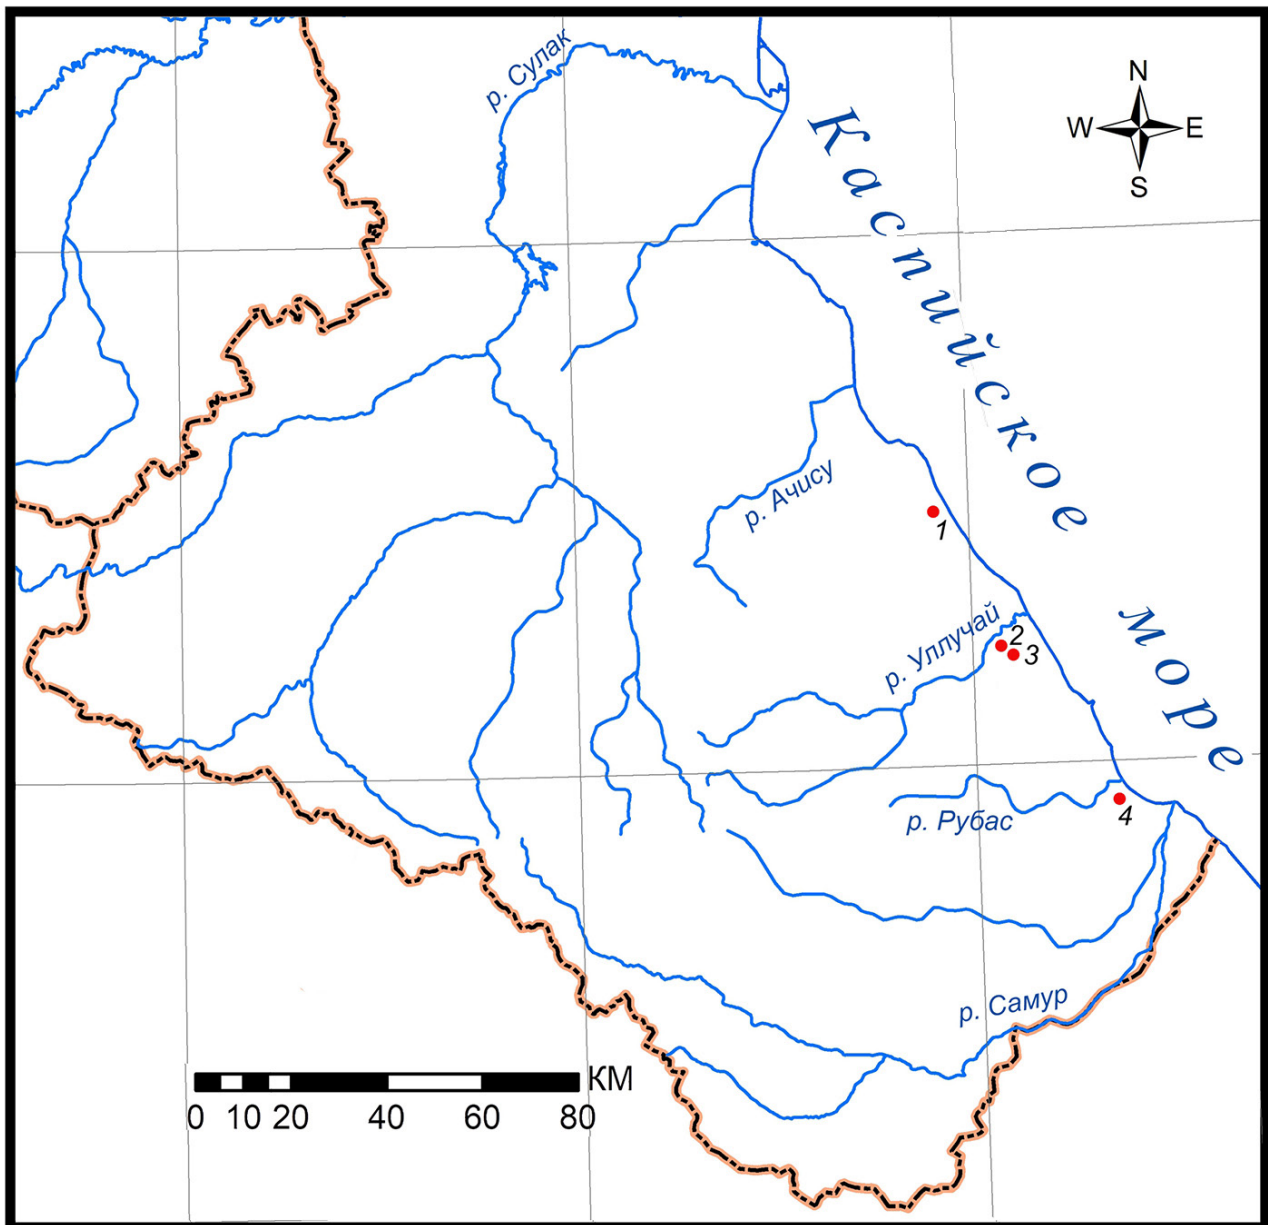 р. Сулак
N
W E
S
Каспийское море
р. Ачису
1
р. Уллучай
2
3
р. Рубас
4
р. Самур
КМ
0 10 20 40 60 80